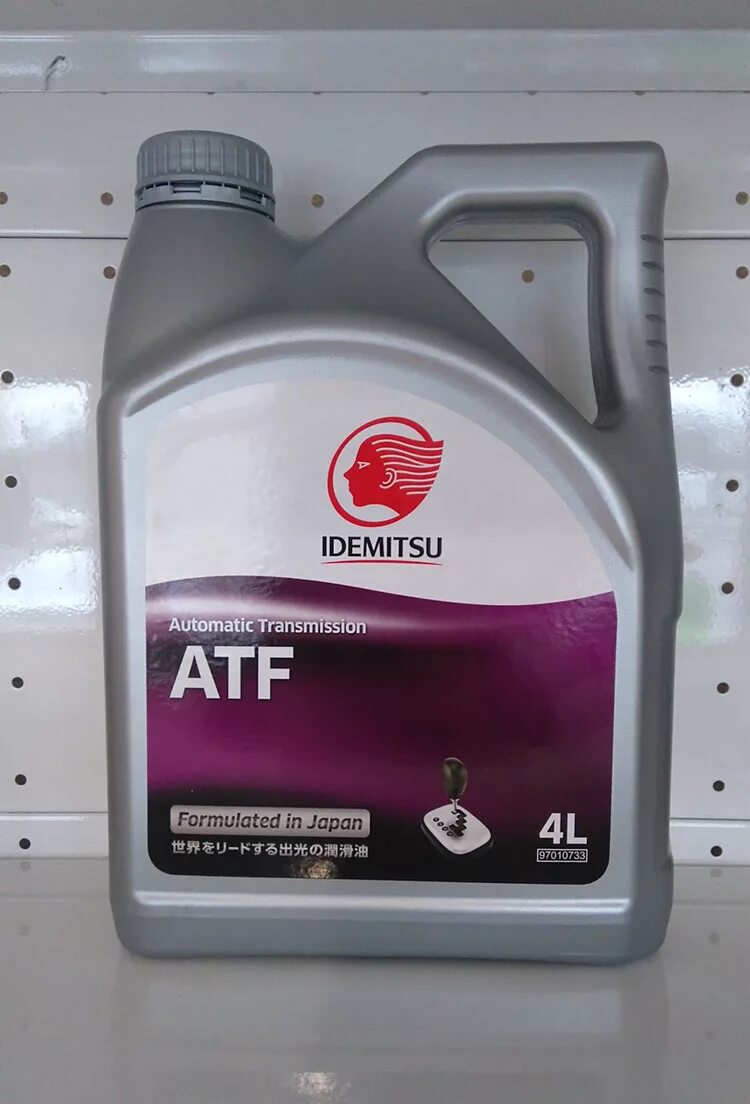 IDEMITSU
Automatic Transmission
ATF
Formulated in Japan
世界をリードする出光の潤滑油
4L
97010733